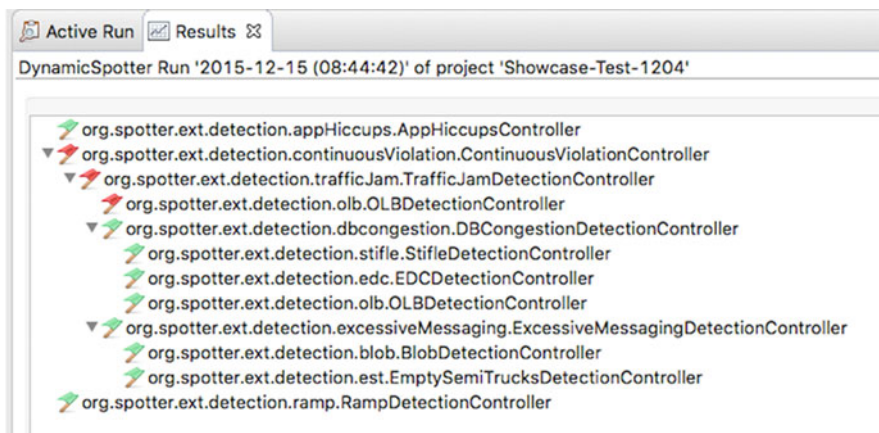 Active Run Results
DynamicSpotter Run '2015-12-15 (08:44:42)' of project 'Showcase-Test-1204'
org.spotter.ext.detection.appHiccups.AppHiccupsController
org.spotter.ext.detection.continuousViolation.ContinuousViolationController
org.spotter.ext.detection.trafficJam.TrafficJamDetectionController
org.spotter.ext.detection.olb.OLBDetectionController
org.spotter.ext.detection.dbcongestion.DBCongestionDetectionController
org.spotter.ext.detection.stifle.StifleDetectionController
org.spotter.ext.detection.edc.EDCDetectionController
org.spotter.ext.detection.olb.OLBDetectionController
org.spotter.ext.detection.excessiveMessaging.ExcessiveMessagingDetectionController
org.spotter.ext.detection.blob.BlobDetectionController
org.spotter.ext.detection.est.EmptySemiTrucksDetectionController
org.spotter.ext.detection.ramp.RampDetectionController